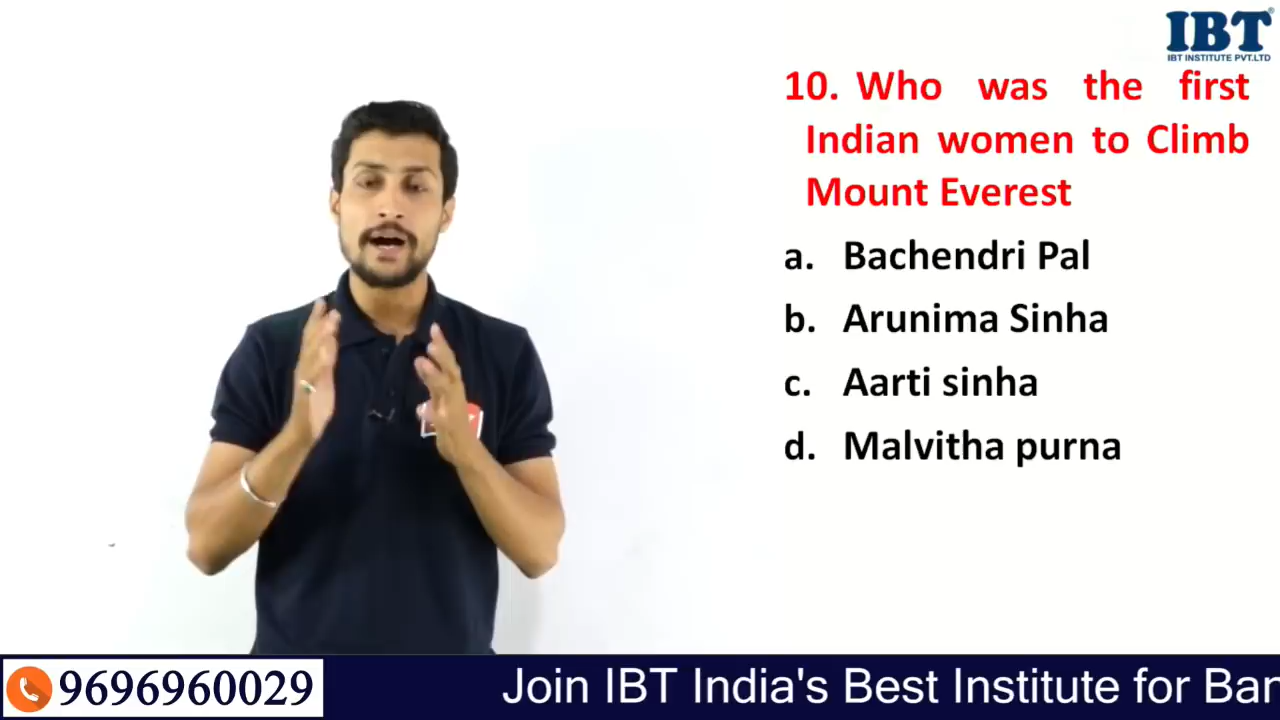 IBT
IBT INSTITUTE PVT.LTD
10. Who was the first
Indian women to Climb
Mount Everest
a. Bachendri Pal
b. Arunima Sinha
c. Aarti sinha
d. Malvitha purna
9696960029
Join IBT India's Best Institute for Ban